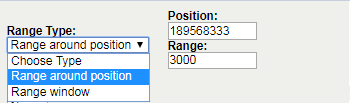 Position:
Range Type:
189568333
Range around position
Range:
Choose Type
3000
Range around position
Range window